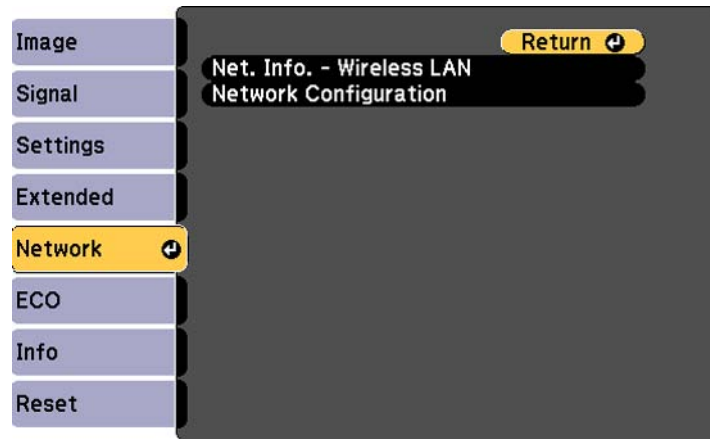 Image
Signal
Settings
Extended
Network
ECO
Info
Reset
Return
Net. Info. - Wireless LAN
Network Configuration